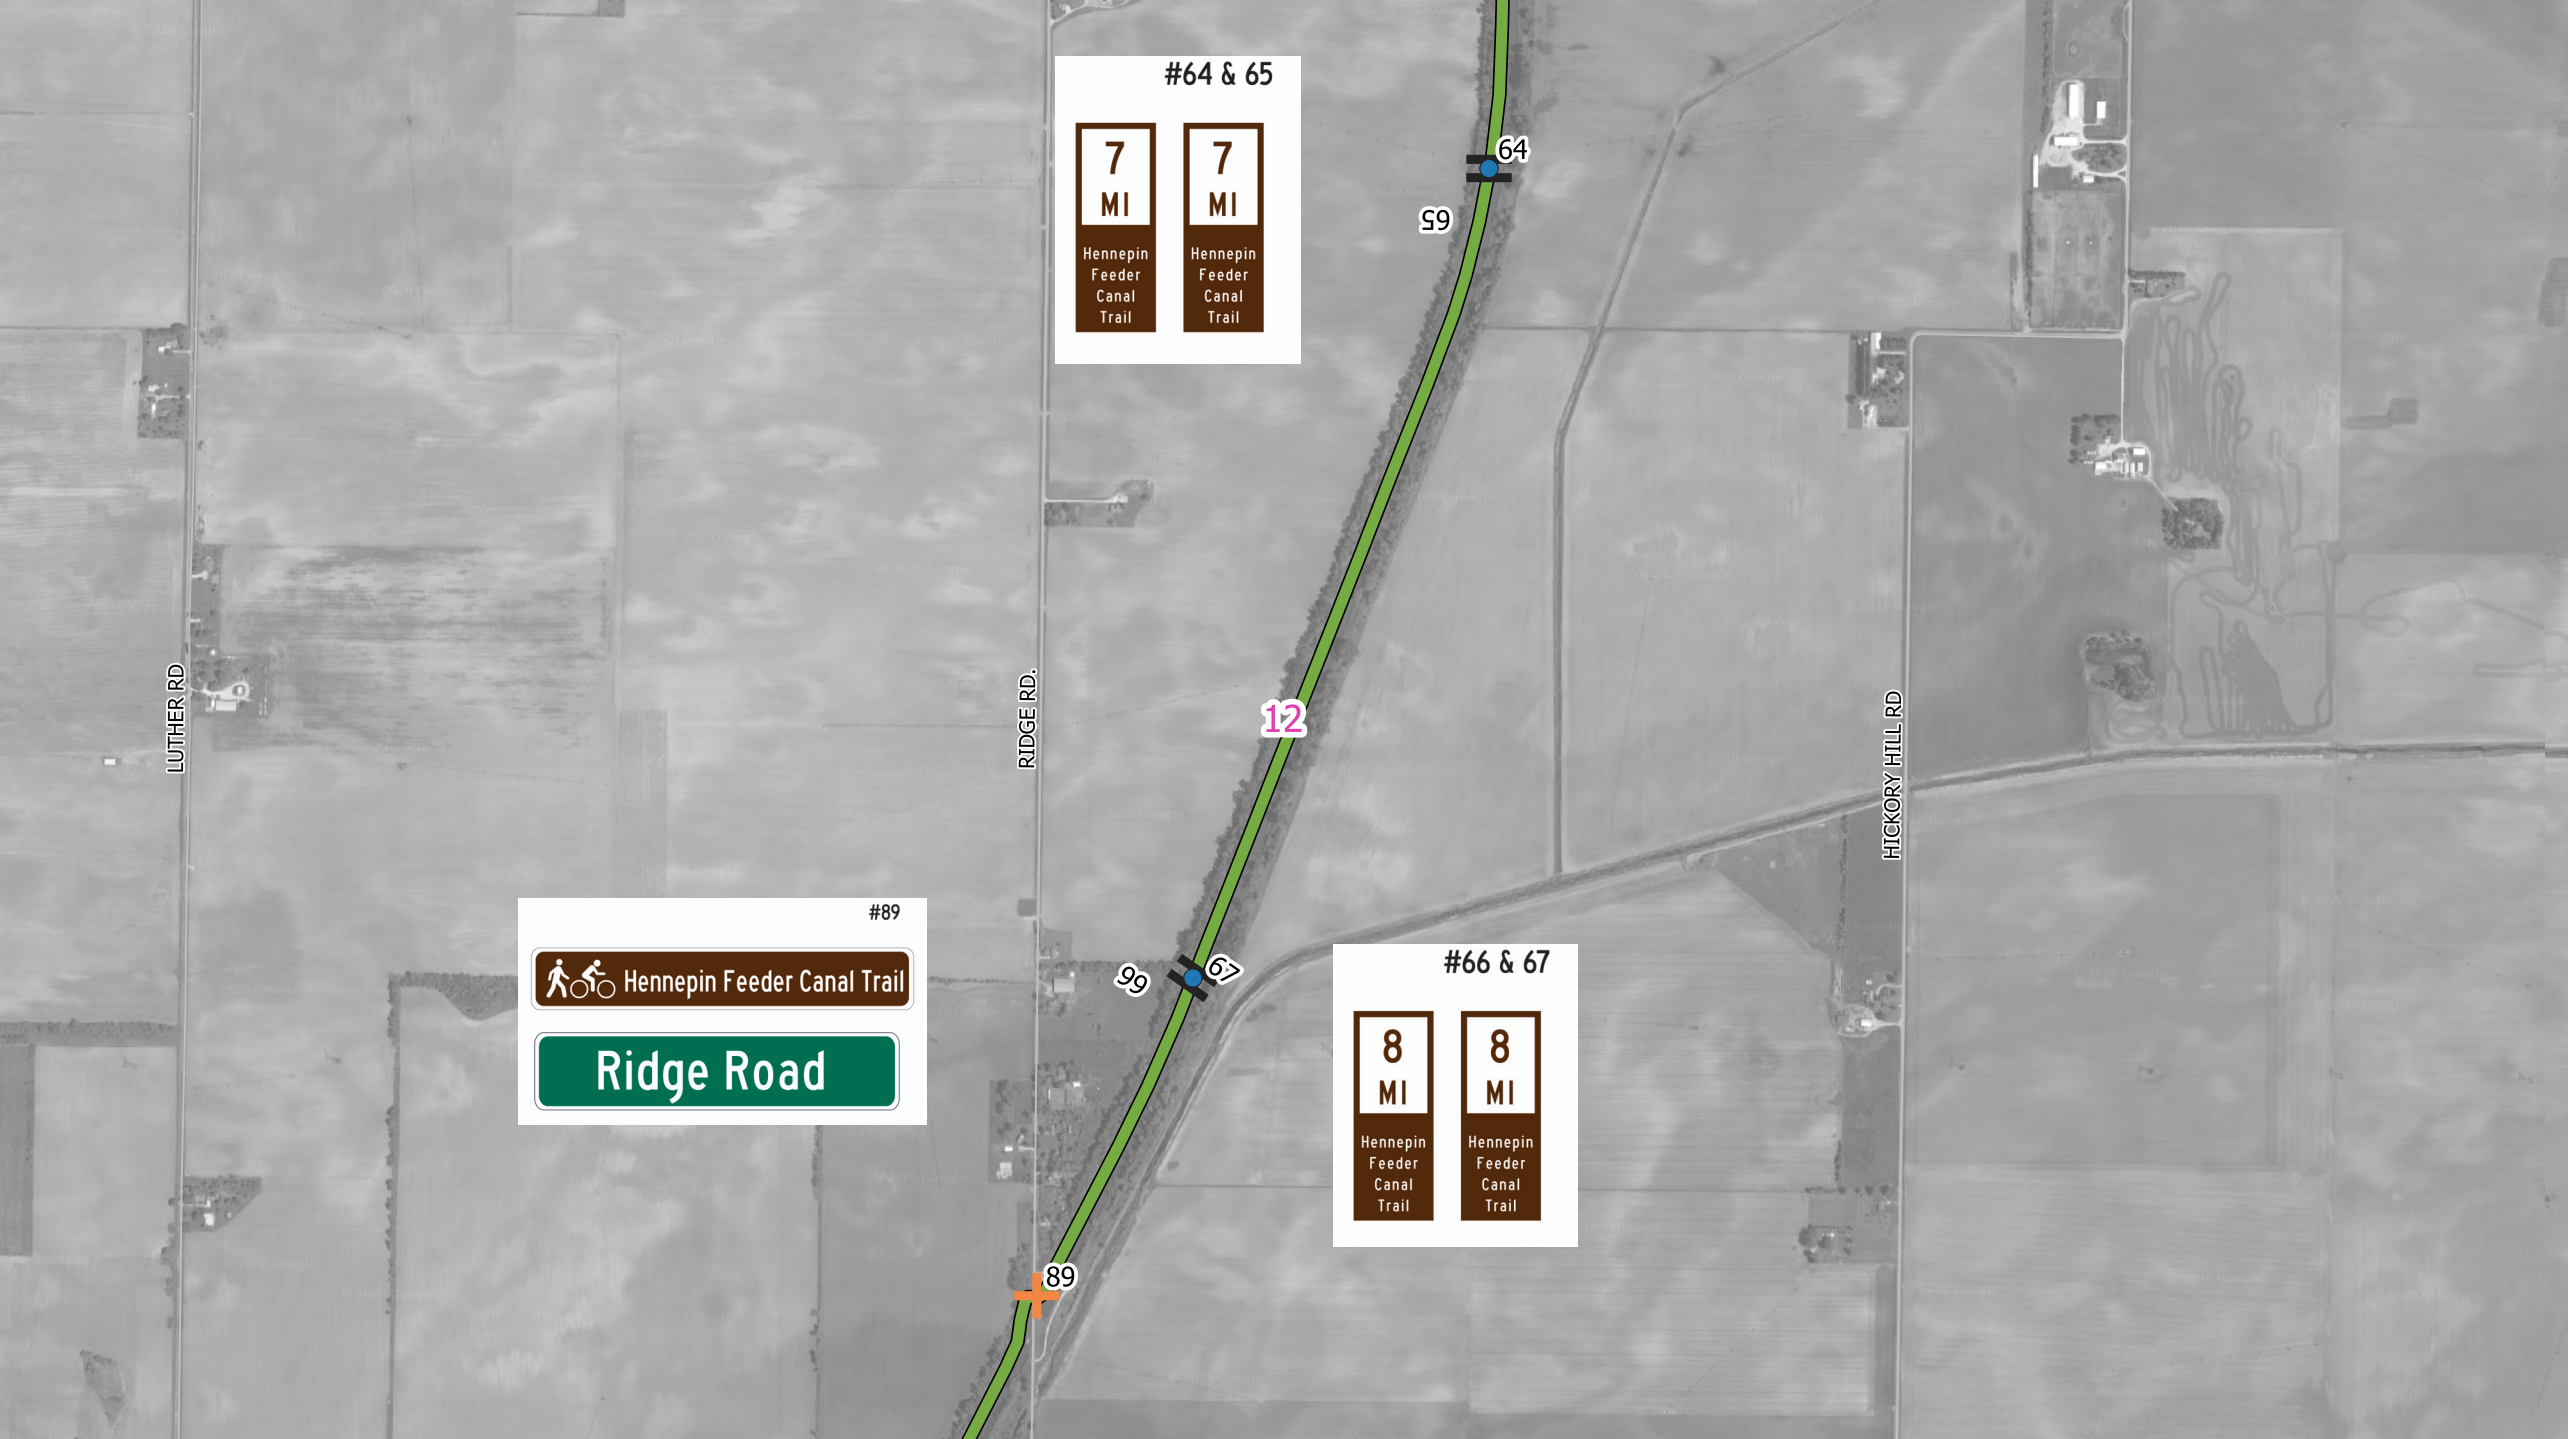 #64 & 65
7
MI
Hennepin
Feeder
Canal
Trail
7
MI
Hennepin
Feeder
Canal
Trail
64
65
LUTHER RD
RIDGE RD.
12
HICKORY HILL RD
#89
Hennepin Feeder Canal Trail
Ridge Road
66
67
#66 & 67
8
MI
Hennepin
Feeder
Canal
Trail
8
MI
Hennepin
Feeder
Canal
Trail
89